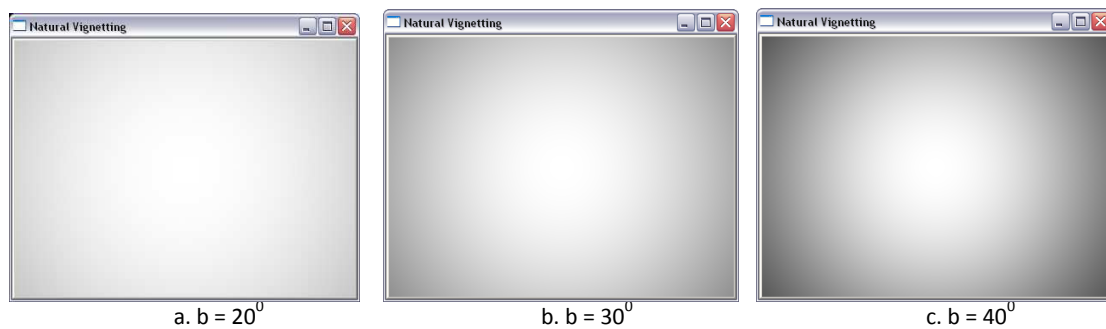 Natural Vignetting
Natural Vignetting
Natural Vignetting
a. b = 20⁰
b. b = 30⁰
c. b = 40⁰